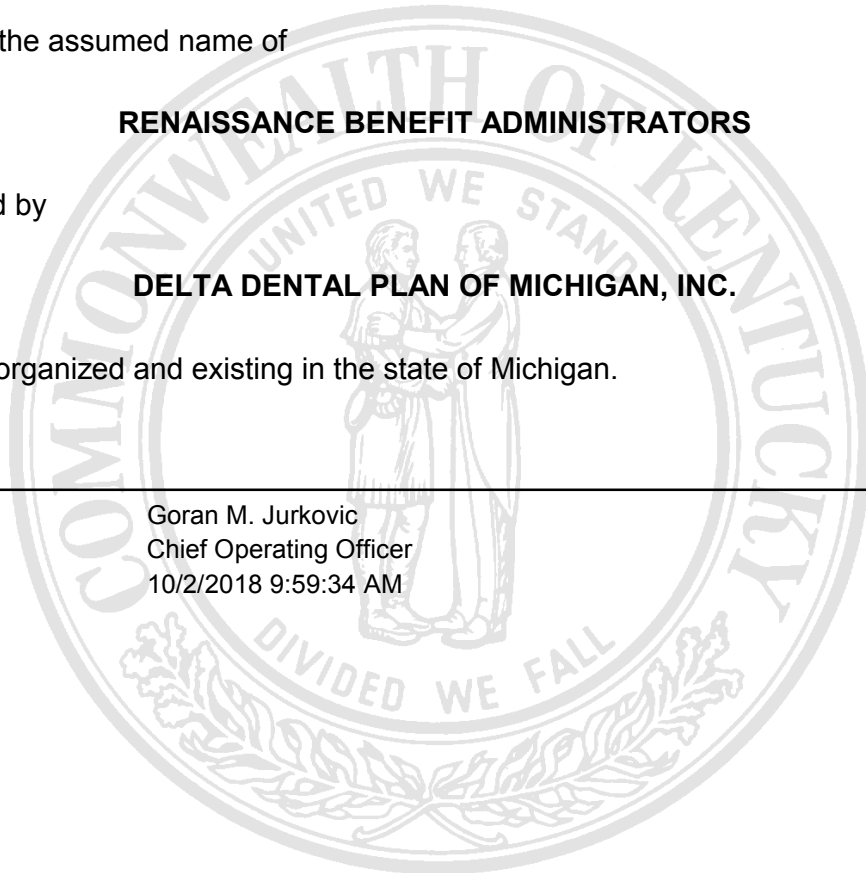 the assumed name of
RENAISSANCE BENEFIT ADMINISTRATORS
d by
DELTA DENTAL PLAN OF MICHIGAN, INC.
organized and existing in the state of Michigan.
Goran M. Jurkovic
Chief Operating Officer
10/2/2018 9:59:34 AM
COMMONWEALTH OF KENTUCKY
UNITED WE STAND
DIVIDED WE FALL